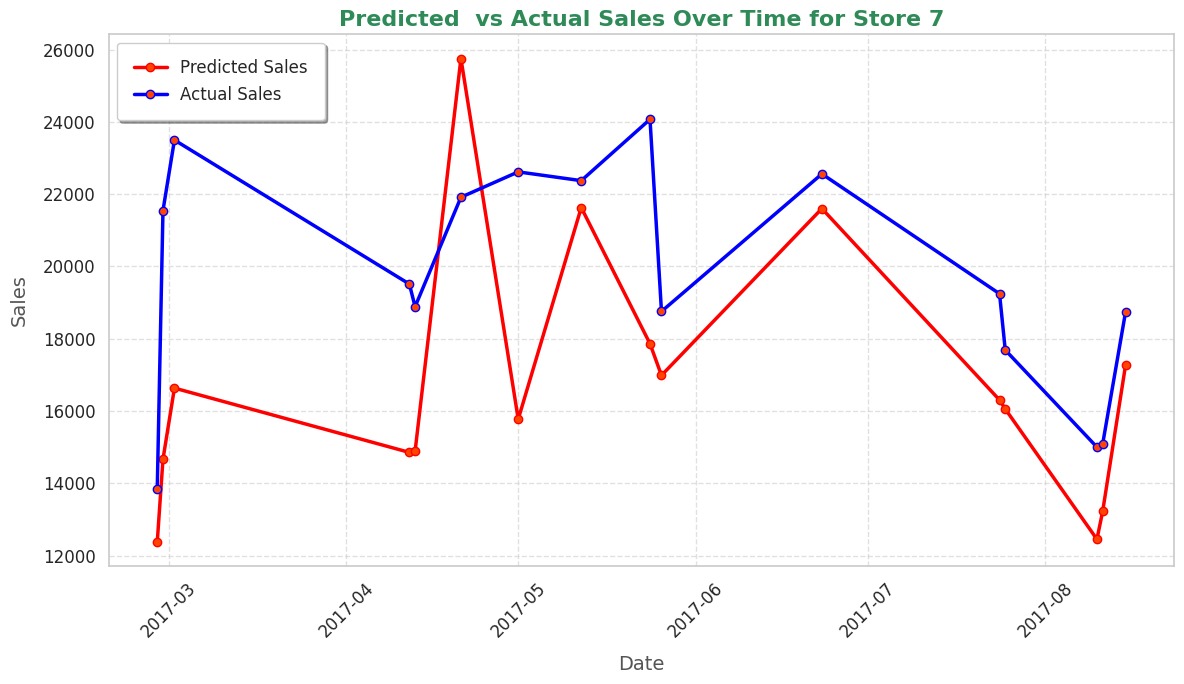 Predicted  vs Actual Sales Over Time for Store 7
Predicted Sales
Actual Sales
Sales
26000
24000
22000
20000
18000
16000
14000
12000
2017-03
2017-04
2017-05
2017-06
2017-07
2017-08
Date